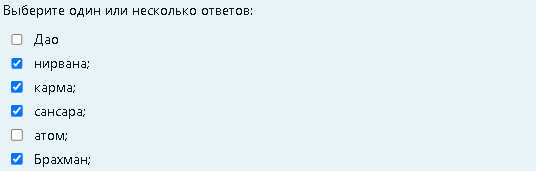 Выберите один или несколько ответов:
Дао
нирвана;
карма;
сансара;
атом;
Брахман;